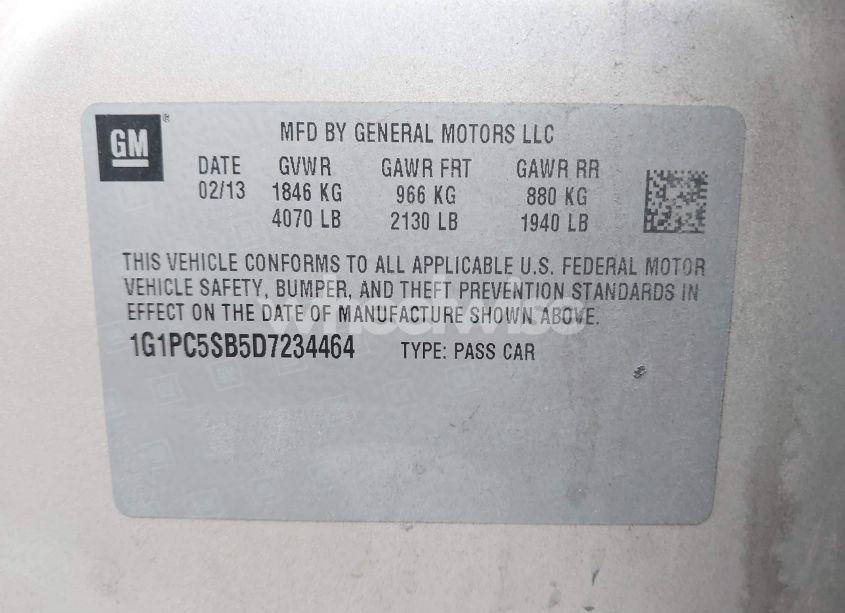 GM®
MFD BY GENERAL MOTORS LLC
DATE GVWR GAWR FRT GAWR RR
02/13 1846 KG 966 KG 880 KG
4070 LB 2130 LB 1940 LB
THIS VEHICLE CONFORMS TO ALL APPLICABLE U.S. FEDERAL MOTOR
VEHICLE SAFETY, BUMPER, AND THEFT PREVENTION STANDARDS IN
EFFECT ON THE DATE OF MANUFACTURE SHOWN ABOVE.
wheelwise
1G1PC5SB5D7234464 TYPE: PASS CAR